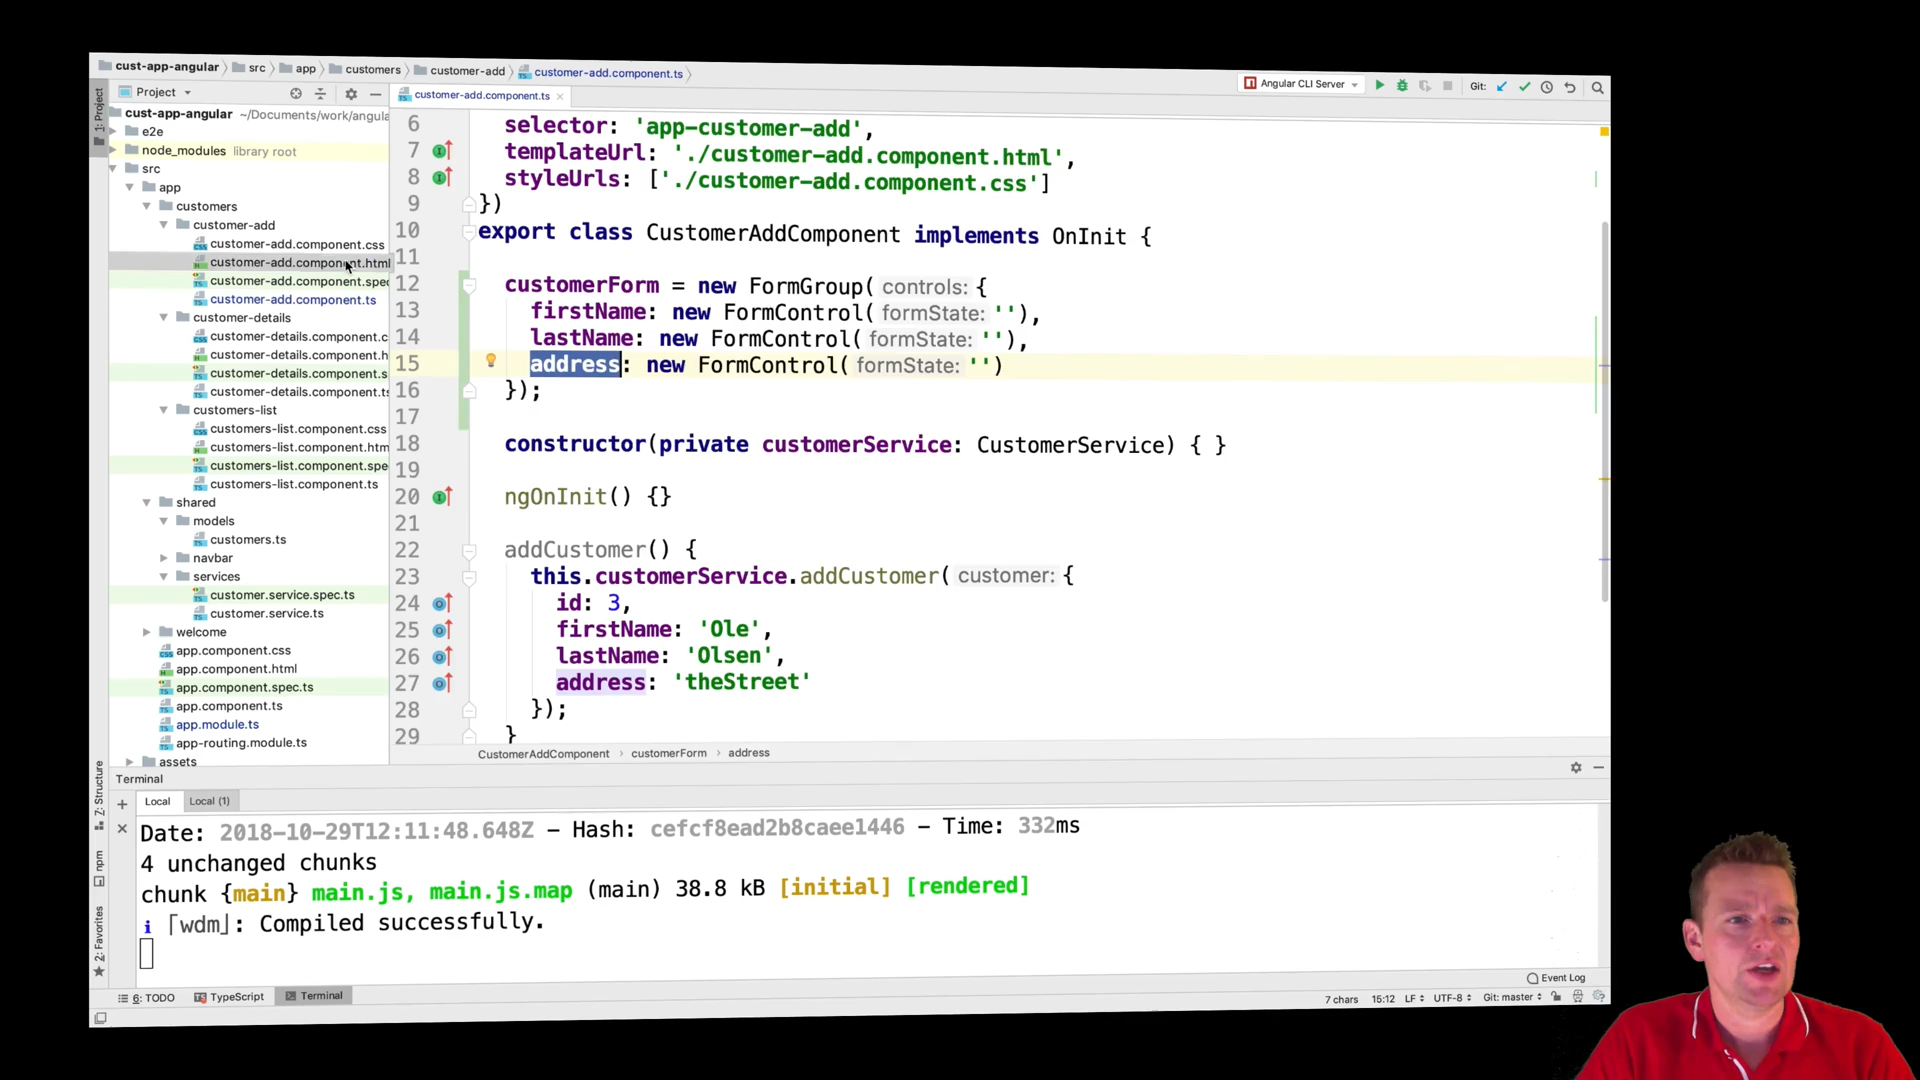 cust-app-angular src app customers customer-add customer-add.component.ts
Angular CLI Server
Git:
Project
customer-add.component.ts
1: Project
cust-app-angular ~/Documents/work/angula
e2e
node_modules library root
src
app
customers
customer-add
customer-add.component.css
customer-add.component.html
customer-add.component.spec
customer-add.component.ts
customer-details
customer-details.component.c
customer-details.component.h
customer-details.component.s
customer-details.component.ts
customers-list
customers-list.component.css
customers-list.component.htm
customers-list.component.spe
customers-list.component.ts
shared
models
customers.ts
navbar
services
customer.service.spec.ts
customer.service.ts
welcome
app.component.css
app.component.html
app.component.spec.ts
app.component.ts
app.module.ts
app-routing.module.ts
assets
6 selector: 'app-customer-add',
7 templateUrl: './customer-add.component.html',
8 styleUrls: ['./customer-add.component.css']
9 })
10 export class CustomerAddComponent implements OnInit {
11
12 customerForm = new FormGroup( controls: {
13 firstName: new FormControl( formState: ''),
14 lastName: new FormControl( formState: ''),
15 address: new FormControl( formState: '')
16 });
17
18 constructor(private customerService: CustomerService) { }
19
20 ngOnInit() {}
21
22 addCustomer() {
23 this.customerService.addCustomer( customer: {
24 id: 3,
25 firstName: 'Ole',
26 lastName: 'Olsen',
27 address: 'theStreet'
28 });
29 }
CustomerAddComponent › customerForm › address
Terminal
Local Local (1)
Date: 2018-10-29T12:11:48.648Z – Hash: cefcf8ead2b8caee1446 – Time: 332ms
4 unchanged chunks
chunk {main} main.js, main.js.map (main) 38.8 kB [initial] [rendered]
i ｢wdm｣: Compiled successfully.
7: Structure
npm
2: Favorites
Event Log
6: TODO TypeScript Terminal
7 chars 15:12 LF UTF-8 Git: master